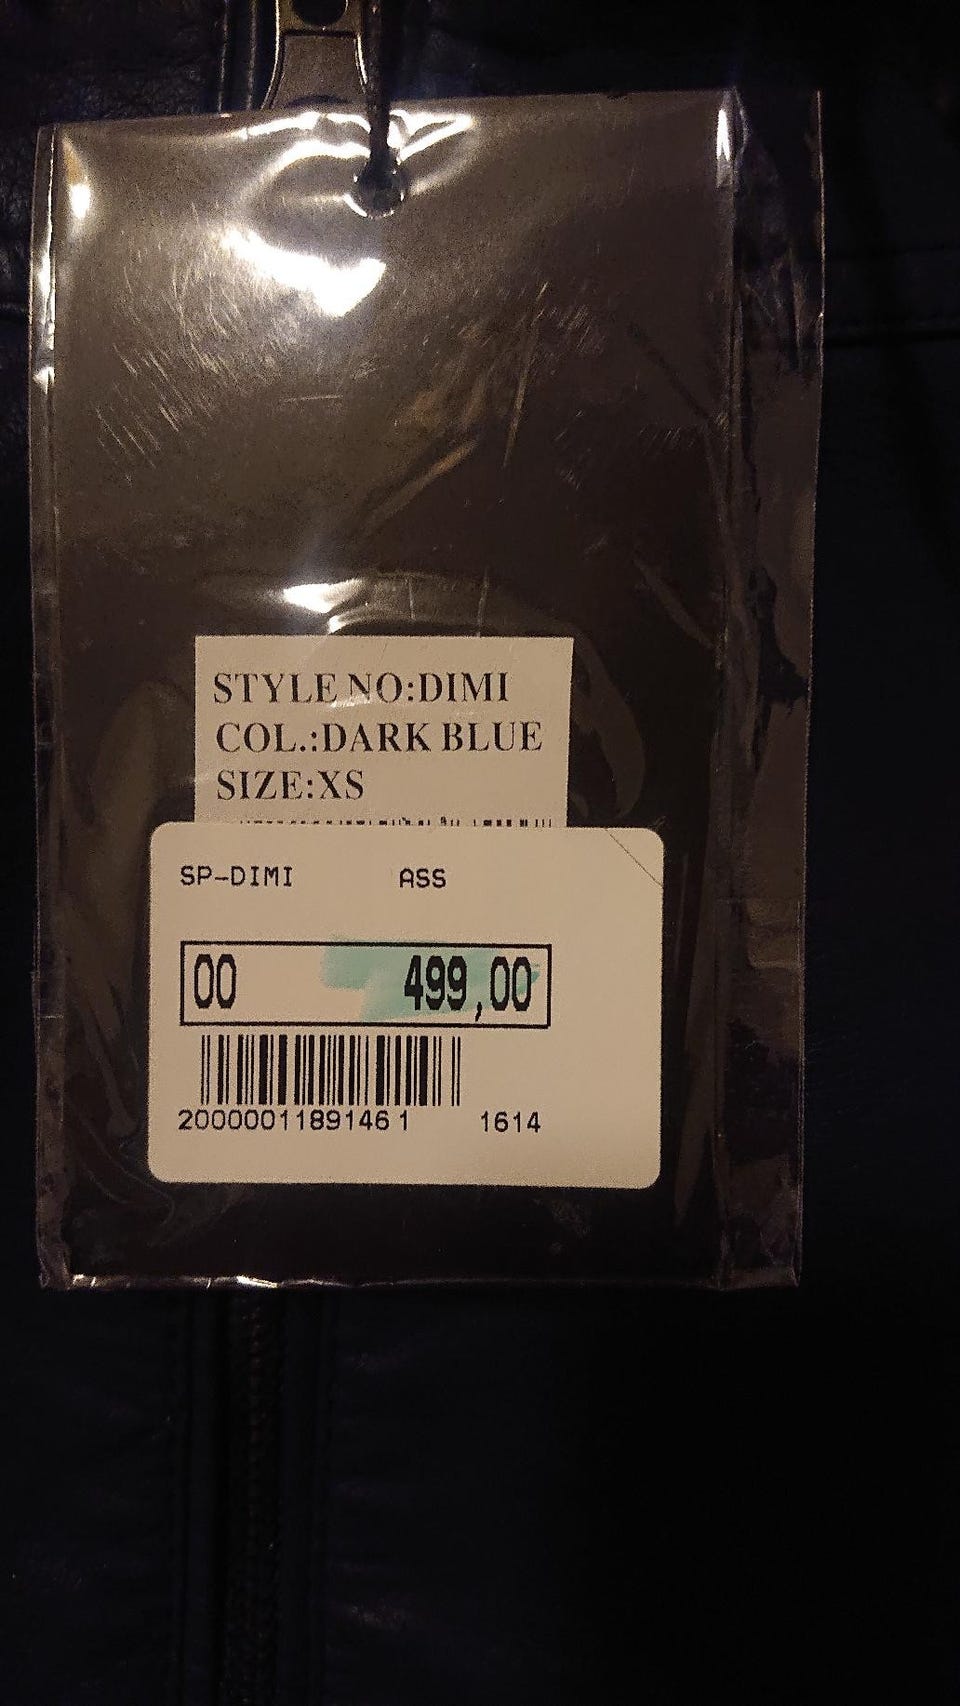 STYLE NO:DIMI
COL.:DARK BLUE
SIZE:XS
SP-DIMI ASS
00 499,00
2000001189146 1 1614